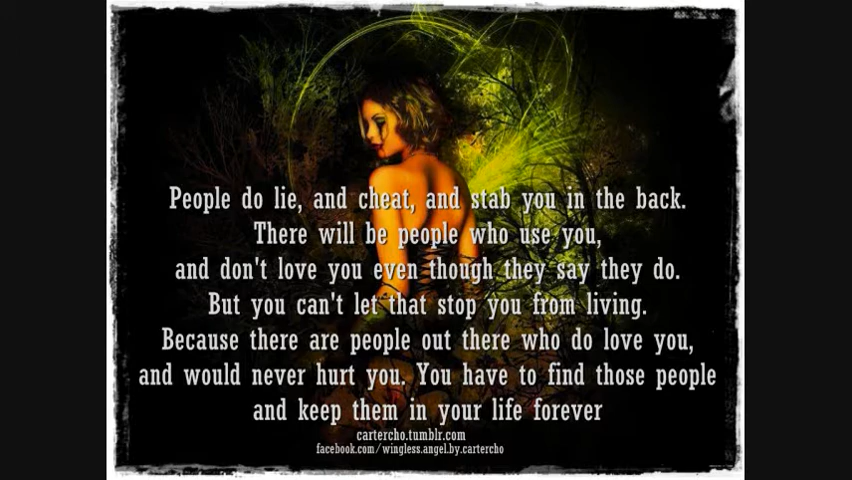 People do lie, and cheat, and stab you in the back.
There will be people who use you,
and don't love you even though they say they do.
But you can't let that stop you from living.
Because there are people out there who do love you,
and would never hurt you. You have to find those people
and keep them in your life forever
cartercho.tumblr.com
facebook.com/wingless.angel.by.cartercho